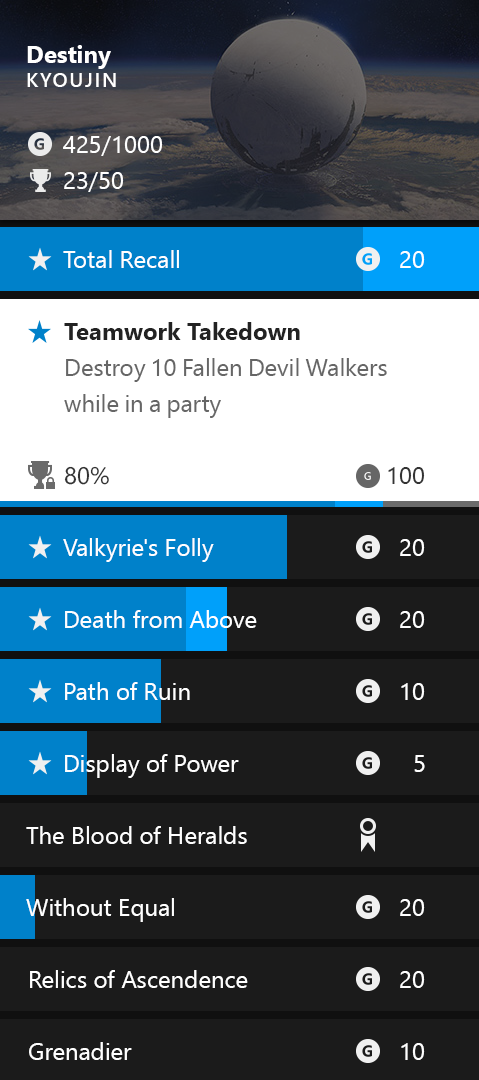 Destiny
KYOUJIN
G 425/1000
23/50
Total Recall G 20
Teamwork Takedown
Destroy 10 Fallen Devil Walkers
while in a party
80% G 100
Valkyrie's Folly G 20
Death from Above G 20
Path of Ruin G 10
Display of Power G 5
The Blood of Heralds
Without Equal G 20
Relics of Ascendence G 20
Grenadier G 10